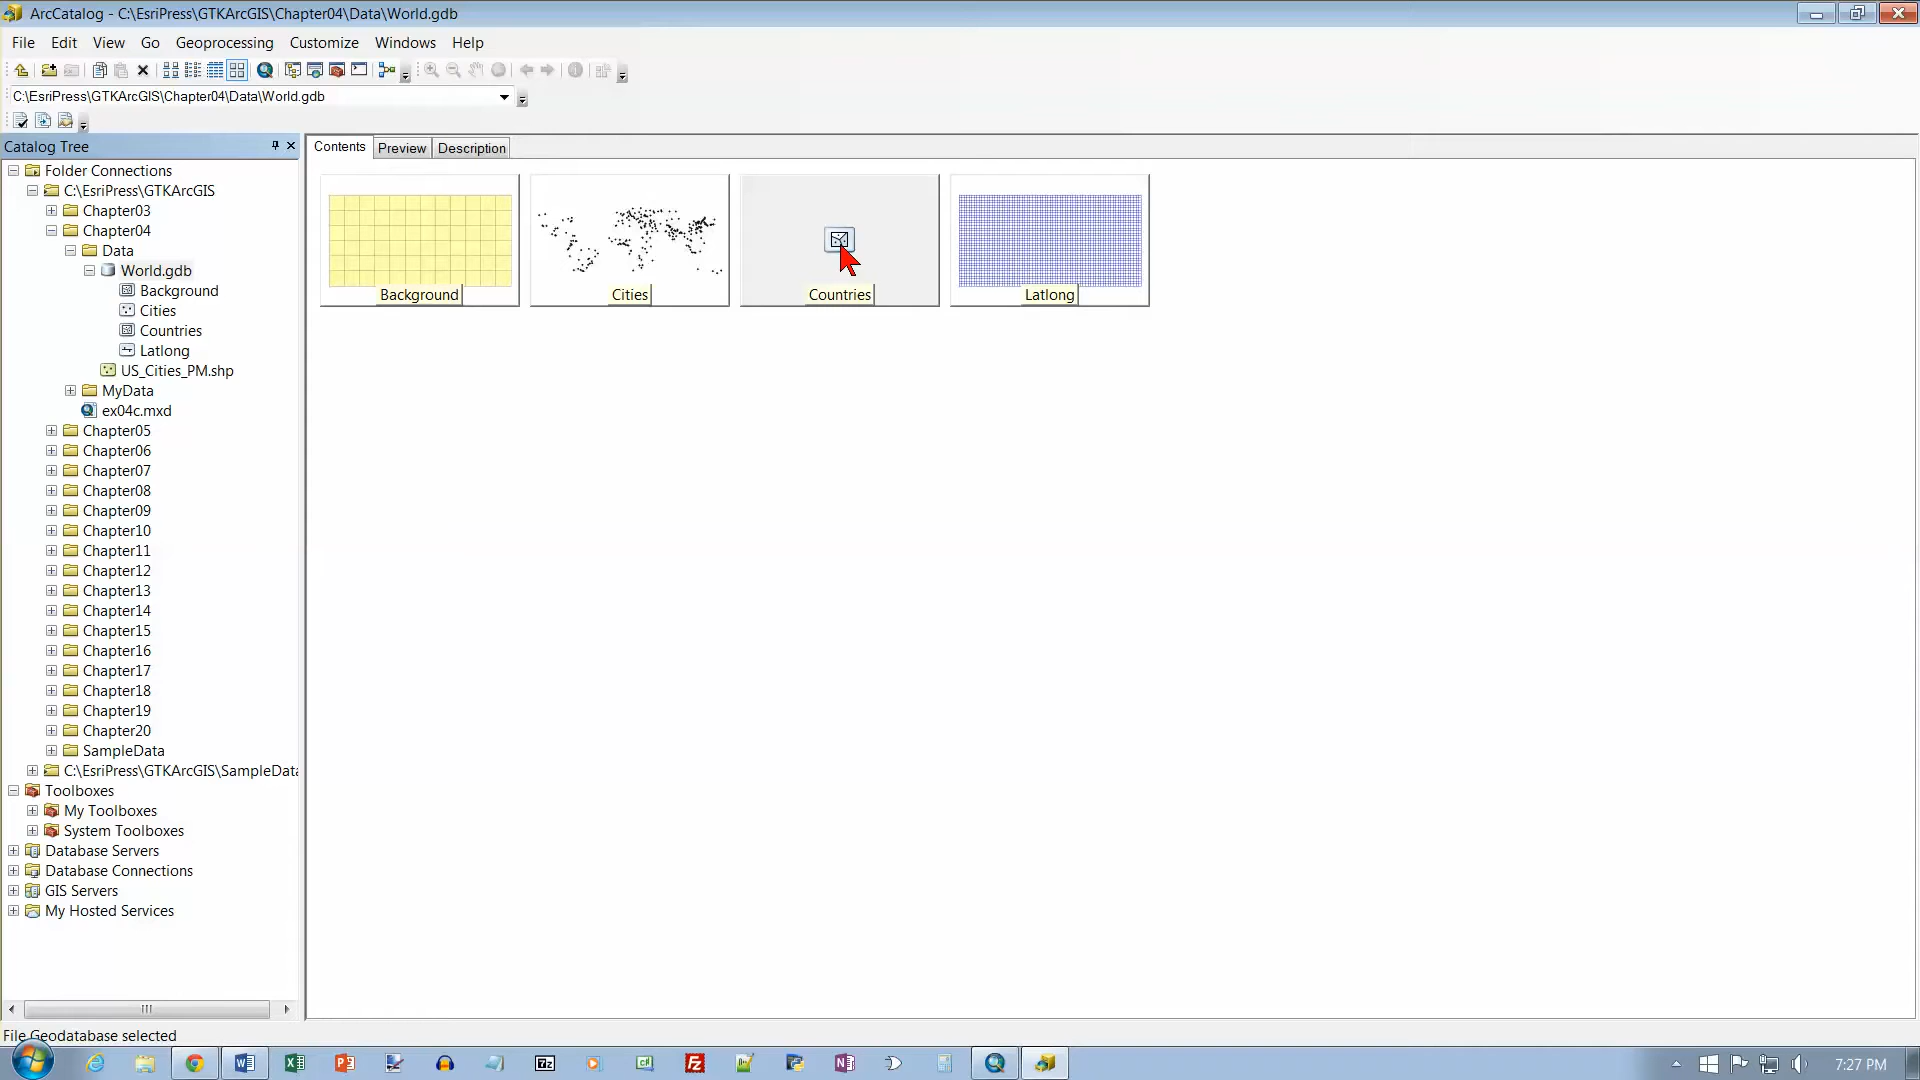 ArcCatalog - C:\EsriPress\GTKArcGIS\Chapter04\Data\World.gdb
File Edit View Go Geoprocessing Customize Windows Help
C:\EsriPress\GTKArcGIS\Chapter04\Data\World.gdb
Catalog Tree
Contents Preview Description
Folder Connections
C:\EsriPress\GTKArcGIS
Chapter03
Chapter04
Data
World.gdb
Background
Cities
Countries
Latlong
US_Cities_PM.shp
MyData
ex04c.mxd
Chapter05
Chapter06
Chapter07
Chapter08
Chapter09
Chapter10
Chapter11
Chapter12
Chapter13
Chapter14
Chapter15
Chapter16
Chapter17
Chapter18
Chapter19
Chapter20
SampleData
C:\EsriPress\GTKArcGIS\SampleData
Toolboxes
My Toolboxes
System Toolboxes
Database Servers
Database Connections
GIS Servers
My Hosted Services
Background Cities Countries Latlong
File Geodatabase selected
7z
7:27 PM